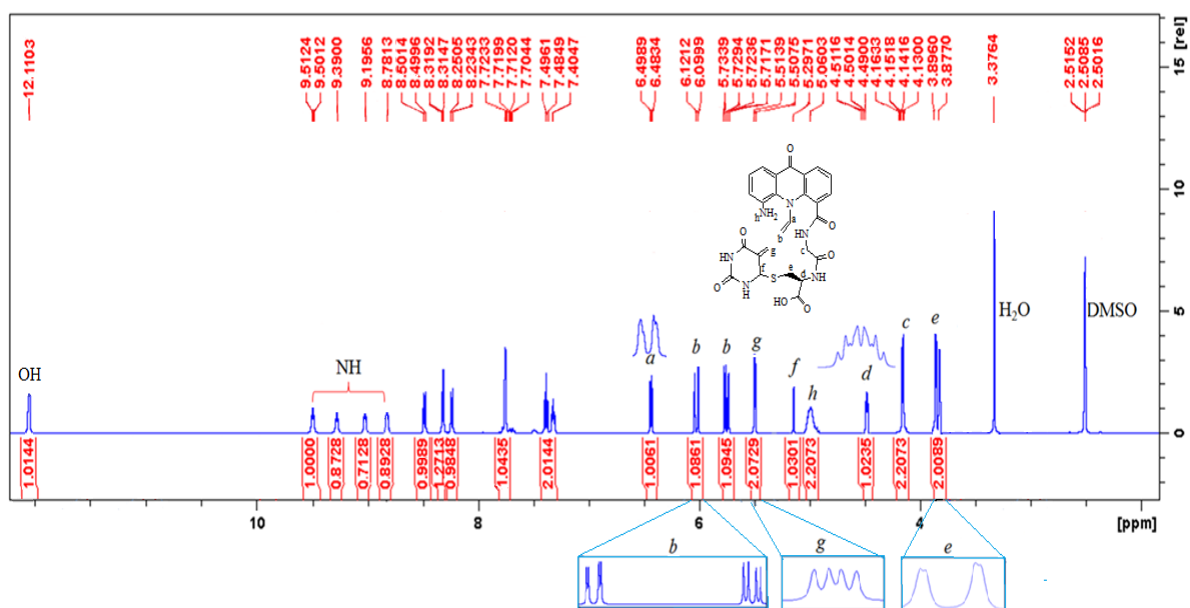 12.1103
9.5124
9.5012
9.3900
9.1956
8.7813
8.5014
8.4996
8.3192
8.3147
8.2505
8.2343
7.7233
7.7199
7.7120
7.7044
7.4961
7.4849
7.4047
6.4989
6.4834
6.1212
6.0999
5.7339
5.7294
5.7236
5.7171
5.5139
5.5075
5.2971
5.0603
4.5116
4.5014
4.4900
4.1633
4.1518
4.1416
4.1300
3.8960
3.8770
3.3764
2.5152
2.5085
2.5016
[rel]
15
10
5
0
O
N
NH2
h
a
b
O
HN
c
O
O
g
NH
f
e
d
S
NH
O
N
H
HO
O
OH
NH
a
b
b
g
f
h
d
c
e
H2O
DMSO
1.0144
1.0000
0.8728
0.7128
0.8928
0.9989
1.2713
0.9848
1.0435
2.0144
1.0061
1.0861
1.0945
2.0729
1.0301
2.2073
1.0235
2.2073
2.0089
10
8
6
4
[ppm]
b
g
e